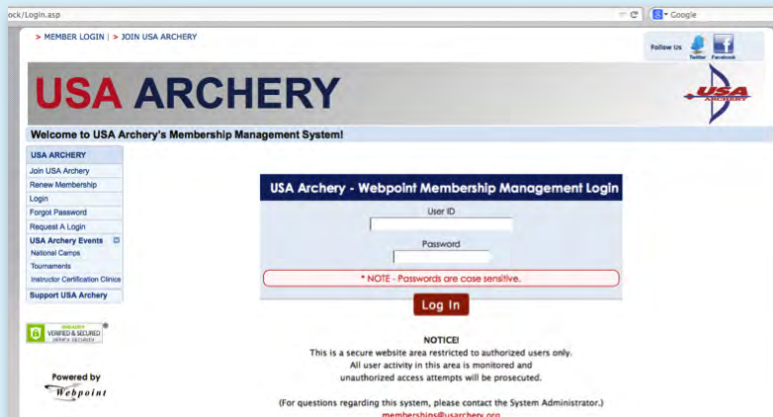 ock/Login.asp
Google
> MEMBER LOGIN | > JOIN USA ARCHERY
Follow Us
Twitter Facebook
USA ARCHERY
USA
ARCHERY
Welcome to USA Archery's Membership Management System!
USA ARCHERY
Join USA Archery
Renew Membership
Login
Forgot Password
Request A Login
USA Archery Events
National Camps
Tournaments
Instructor Certification Clinics
Support USA Archery
USA Archery - Webpoint Membership Management Login
User ID
Password
* NOTE - Passwords are case sensitive.
Log In
VERIFIED & SECURED
VERIFY SECURITY
Powered by
Webpoint
NOTICE!
This is a secure website area restricted to authorized users only.
All user activity in this area is monitored and
unauthorized access attempts will be prosecuted.
(For questions regarding this system, please contact the System Administrator.)
memberships@usarchery.org